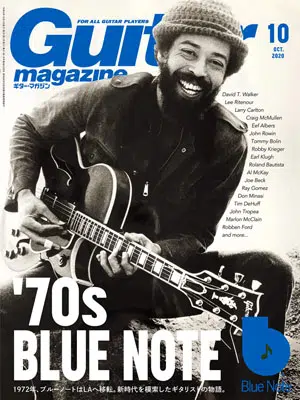 FOR ALL GUITAR PLAYERS
Guitar
magazine
ギター・マガジン
10
OCT.
2020
David T. Walker
Lee Ritenour
Larry Carlton
Craig McMullen
Eef Albers
John Rowin
Tommy Bolin
Robby Krieger
Earl Klugh
Roland Bautista
Al McKay
Joe Beck
Ray Gomez
Don Minasi
Tim DeHuff
John Tropea
Marlon McClain
Robben Ford
and more...
'70s
BLUE NOTE
Blue Note
1972年、ブルーノートはLAへ移転。新時代を模索したギタリストの物語。